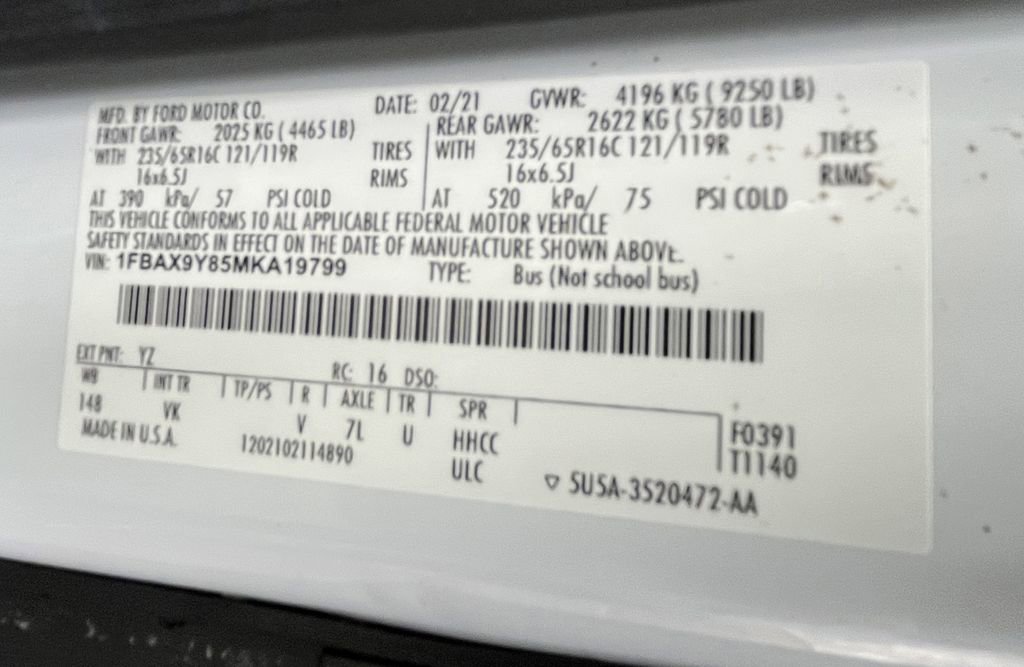 MFD. BY FORD MOTOR CO. DATE: 02/21 GVWR: 4196 KG ( 9250 LB)
FRONT GAWR: 2025 KG ( 4465 LB) REAR GAWR: 2622 KG ( 5780 LB)
WITH 235/65R16C 121/119R TIRES WITH 235/65R16C 121/119R TIRES
16x6.5J RIMS 16x6.5J RIMS
AT 390 kPa/ 57 PSI COLD AT 520 kPa/ 75 PSI COLD
THIS VEHICLE CONFORMS TO ALL APPLICABLE FEDERAL MOTOR VEHICLE
SAFETY STANDARDS IN EFFECT ON THE DATE OF MANUFACTURE SHOWN ABOVE.
VIN: 1FBAX9Y85MKA19799 TYPE: Bus (Not school bus)
EXT PNT: YZ RC: 16 DSO:
WB INT TR TP/PS R AXLE TR SPR
148 VK V 7L U HHCC F0391
ULC T1140
MADE IN U.S.A. 1202102114890 ▽ 5U5A-3520472-AA